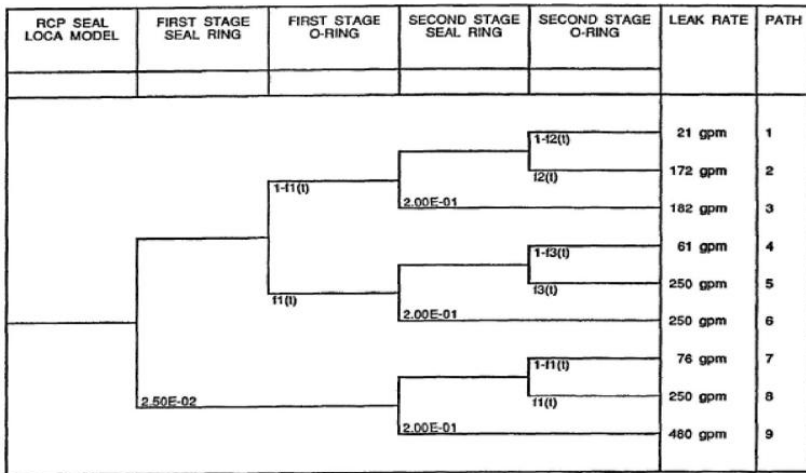 RCP SEAL
LOCA MODEL
FIRST STAGE
SEAL RING
FIRST STAGE
O-RING
SECOND STAGE
SEAL RING
SECOND STAGE
O-RING
LEAK RATE
PATH
1-f2(t)
21 gpm
1
1-f1(t)
f2(t)
172 gpm
2
2.00E-01
182 gpm
3
1-f3(t)
61 gpm
4
f1(t)
f3(t)
250 gpm
5
2.00E-01
250 gpm
6
1-f1(t)
76 gpm
7
2.50E-02
f1(t)
250 gpm
8
2.00E-01
480 gpm
9